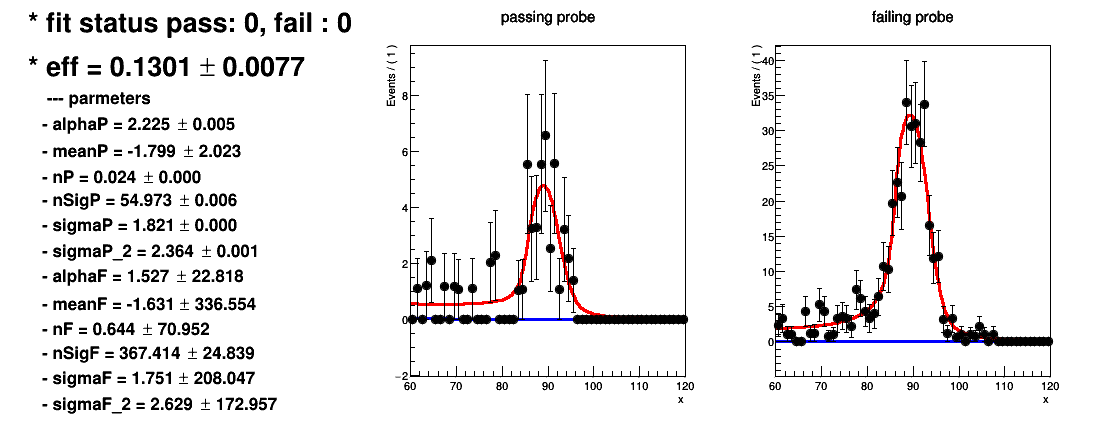 * fit status pass: 0, fail : 0
* eff = 0.1301 ± 0.0077
--- parmeters
- alphaP = 2.225 ± 0.005
- meanP = -1.799 ± 2.023
- nP = 0.024 ± 0.000
- nSigP = 54.973 ± 0.006
- sigmaP = 1.821 ± 0.000
- sigmaP_2 = 2.364 ± 0.001
- alphaF = 1.527 ± 22.818
- meanF = -1.631 ± 336.554
- nF = 0.644 ± 70.952
- nSigF = 367.414 ± 24.839
- sigmaF = 1.751 ± 208.047
- sigmaF_2 = 2.629 ± 172.957
passing probe
Events / ( 1 )
8
6
4
2
0
−2
60 70 80 90 100 110 120
x
failing probe
Events / ( 1 )
40
35
30
25
20
15
10
5
0
60 70 80 90 100 110 120
x